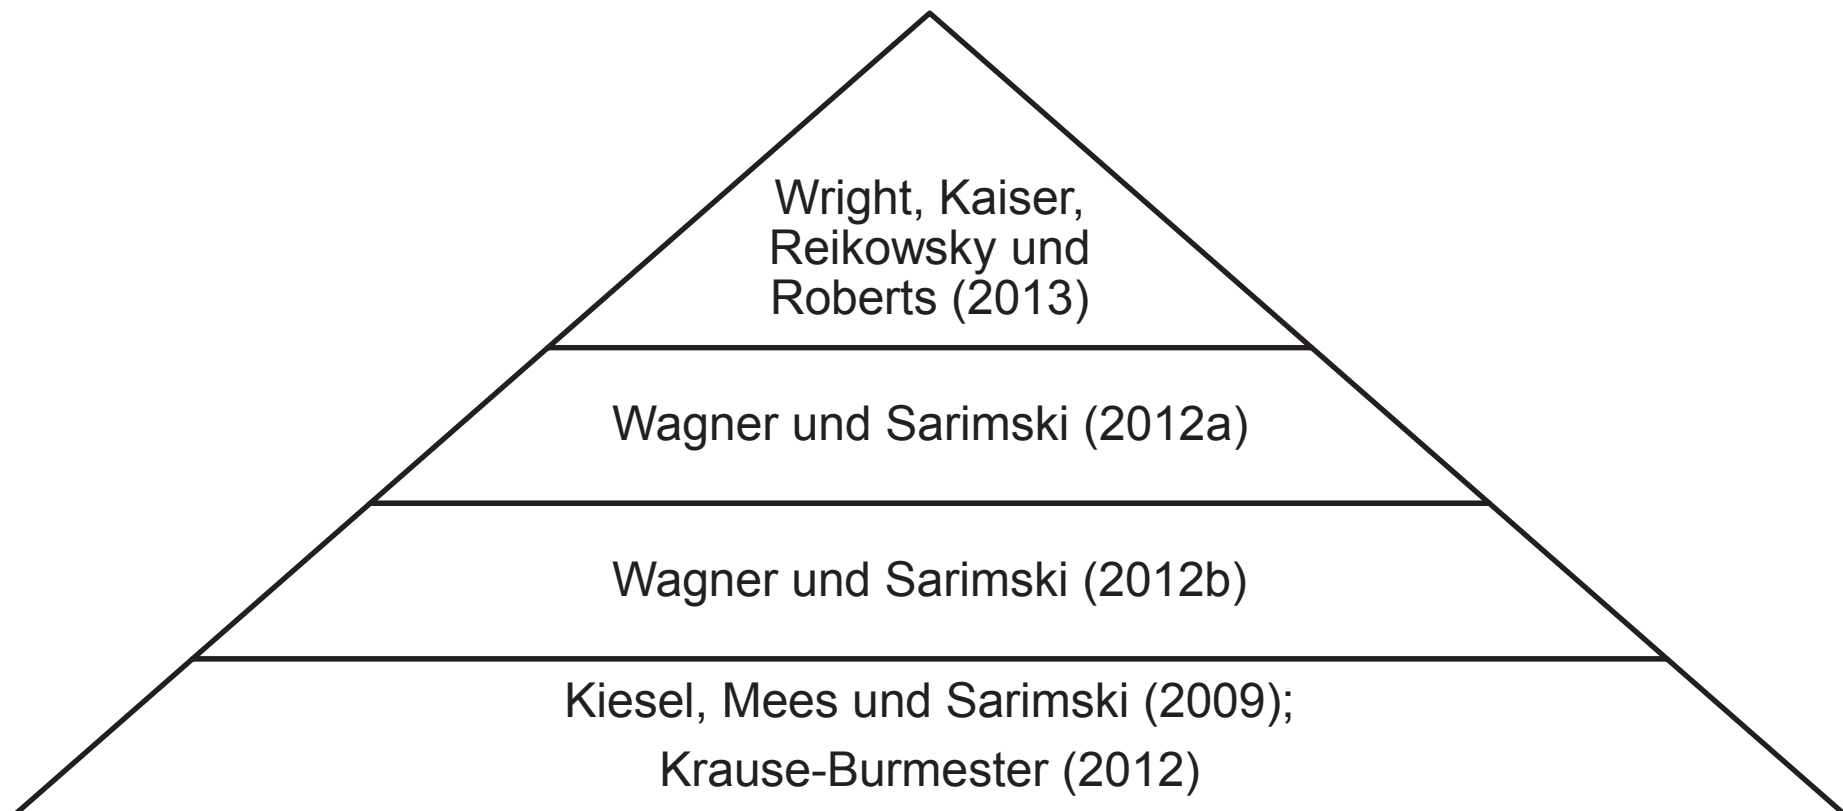 Wright, Kaiser,
Reikowsky und
Roberts (2013)
Wagner und Sarimski (2012a)
Wagner und Sarimski (2012b)
Kiesel, Mees und Sarimski (2009);
Krause-Burmester (2012)